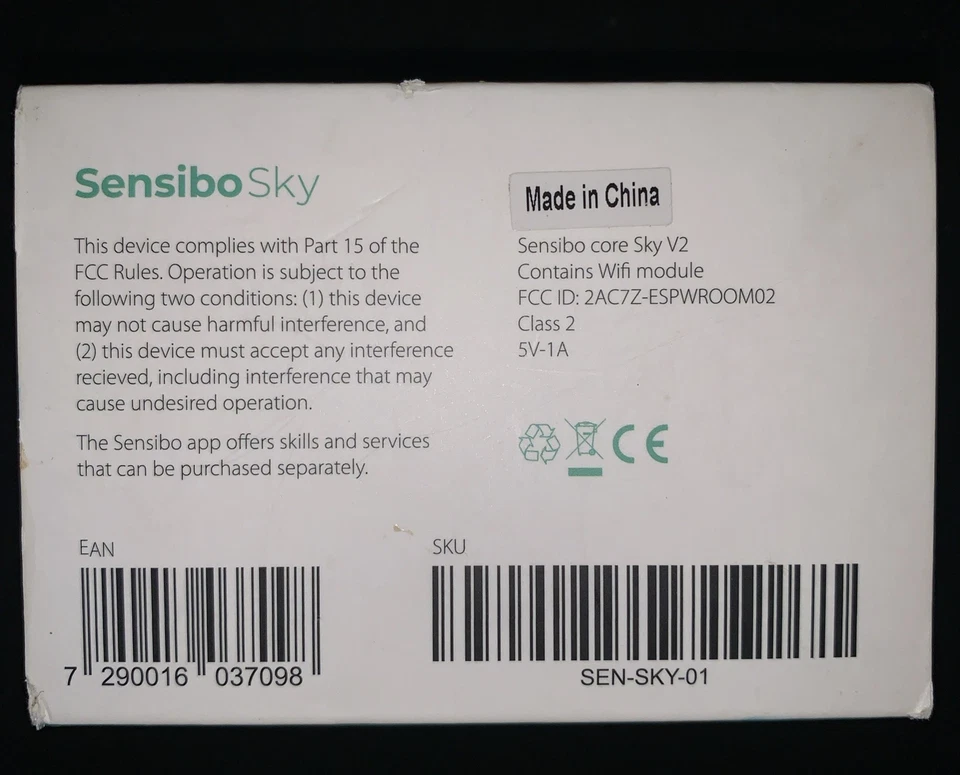 Sensibo Sky
This device complies with Part 15 of the
FCC Rules. Operation is subject to the
following two conditions: (1) this device
may not cause harmful interference, and
(2) this device must accept any interference
recieved, including interference that may
cause undesired operation.
The Sensibo app offers skills and services
that can be purchased separately.
Made in China
Sensibo core Sky V2
Contains Wifi module
FCC ID: 2AC7Z-ESPWROOM02
Class 2
5V-1A
CE
EAN
7 290016 037098
SKU
SEN-SKY-01